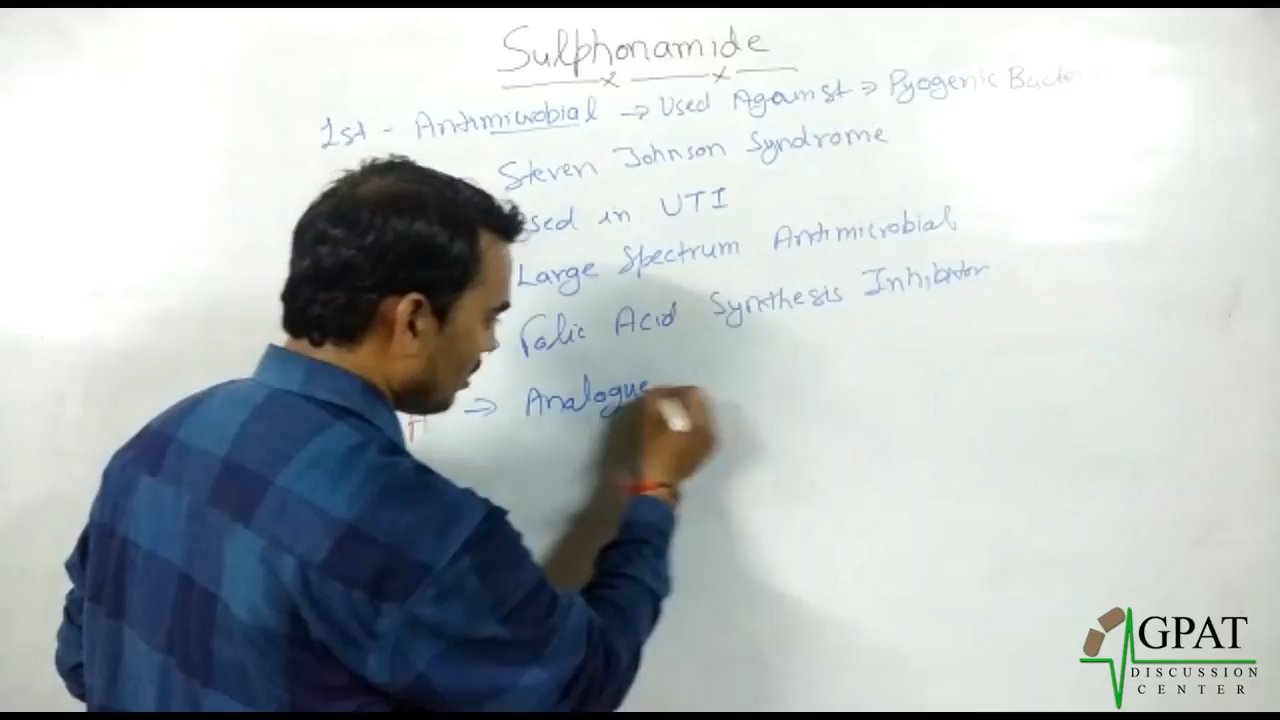 Sulphonamide
1st - Antimicrobial → Used Against → Pyogenic
Steven Johnson Syndrome
in UTI
Large Spectrum Antimicrobial
Folic Acid Synthesis Inhibitor
⇒ Analogue
GPAT
DISCUSSION
CENTER